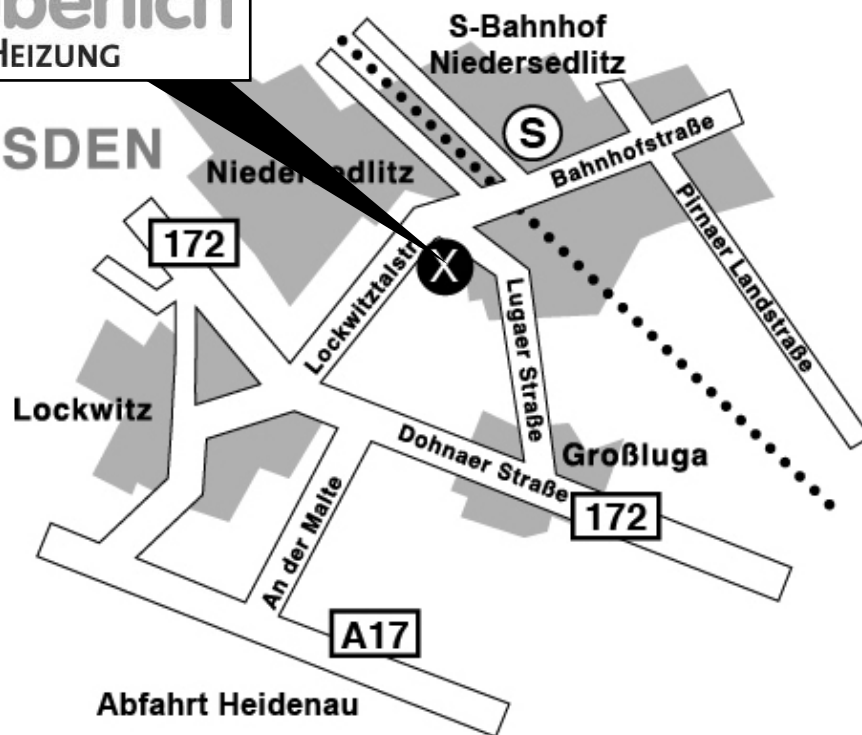 HEIZUNG
S-Bahnhof
Niedersedlitz
SDEN
S
Bahnhofstraße
Niedersedlitz
Pirnaer Landstraße
172
X
Lugaer Straße
Lockwitz
Dohnaer Straße
Großluga
172
An der Malte
A17
Abfahrt Heidenau